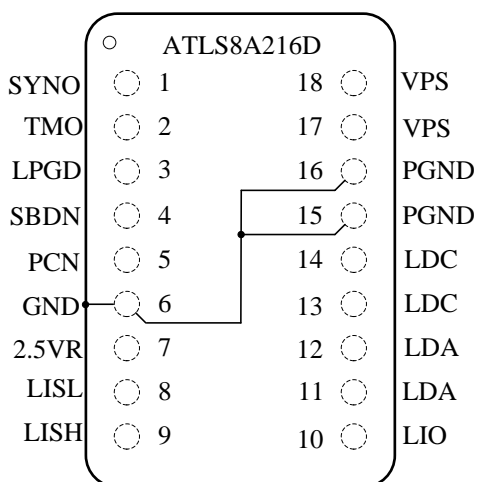 ATLS8A216D
SYNO 1 18 VPS
TMO 2 17 VPS
LPGD 3 16 PGND
SBDN 4 15 PGND
PCN 5 14 LDC
GND 6 13 LDC
2.5VR 7 12 LDA
LISL 8 11 LDA
LISH 9 10 LIO